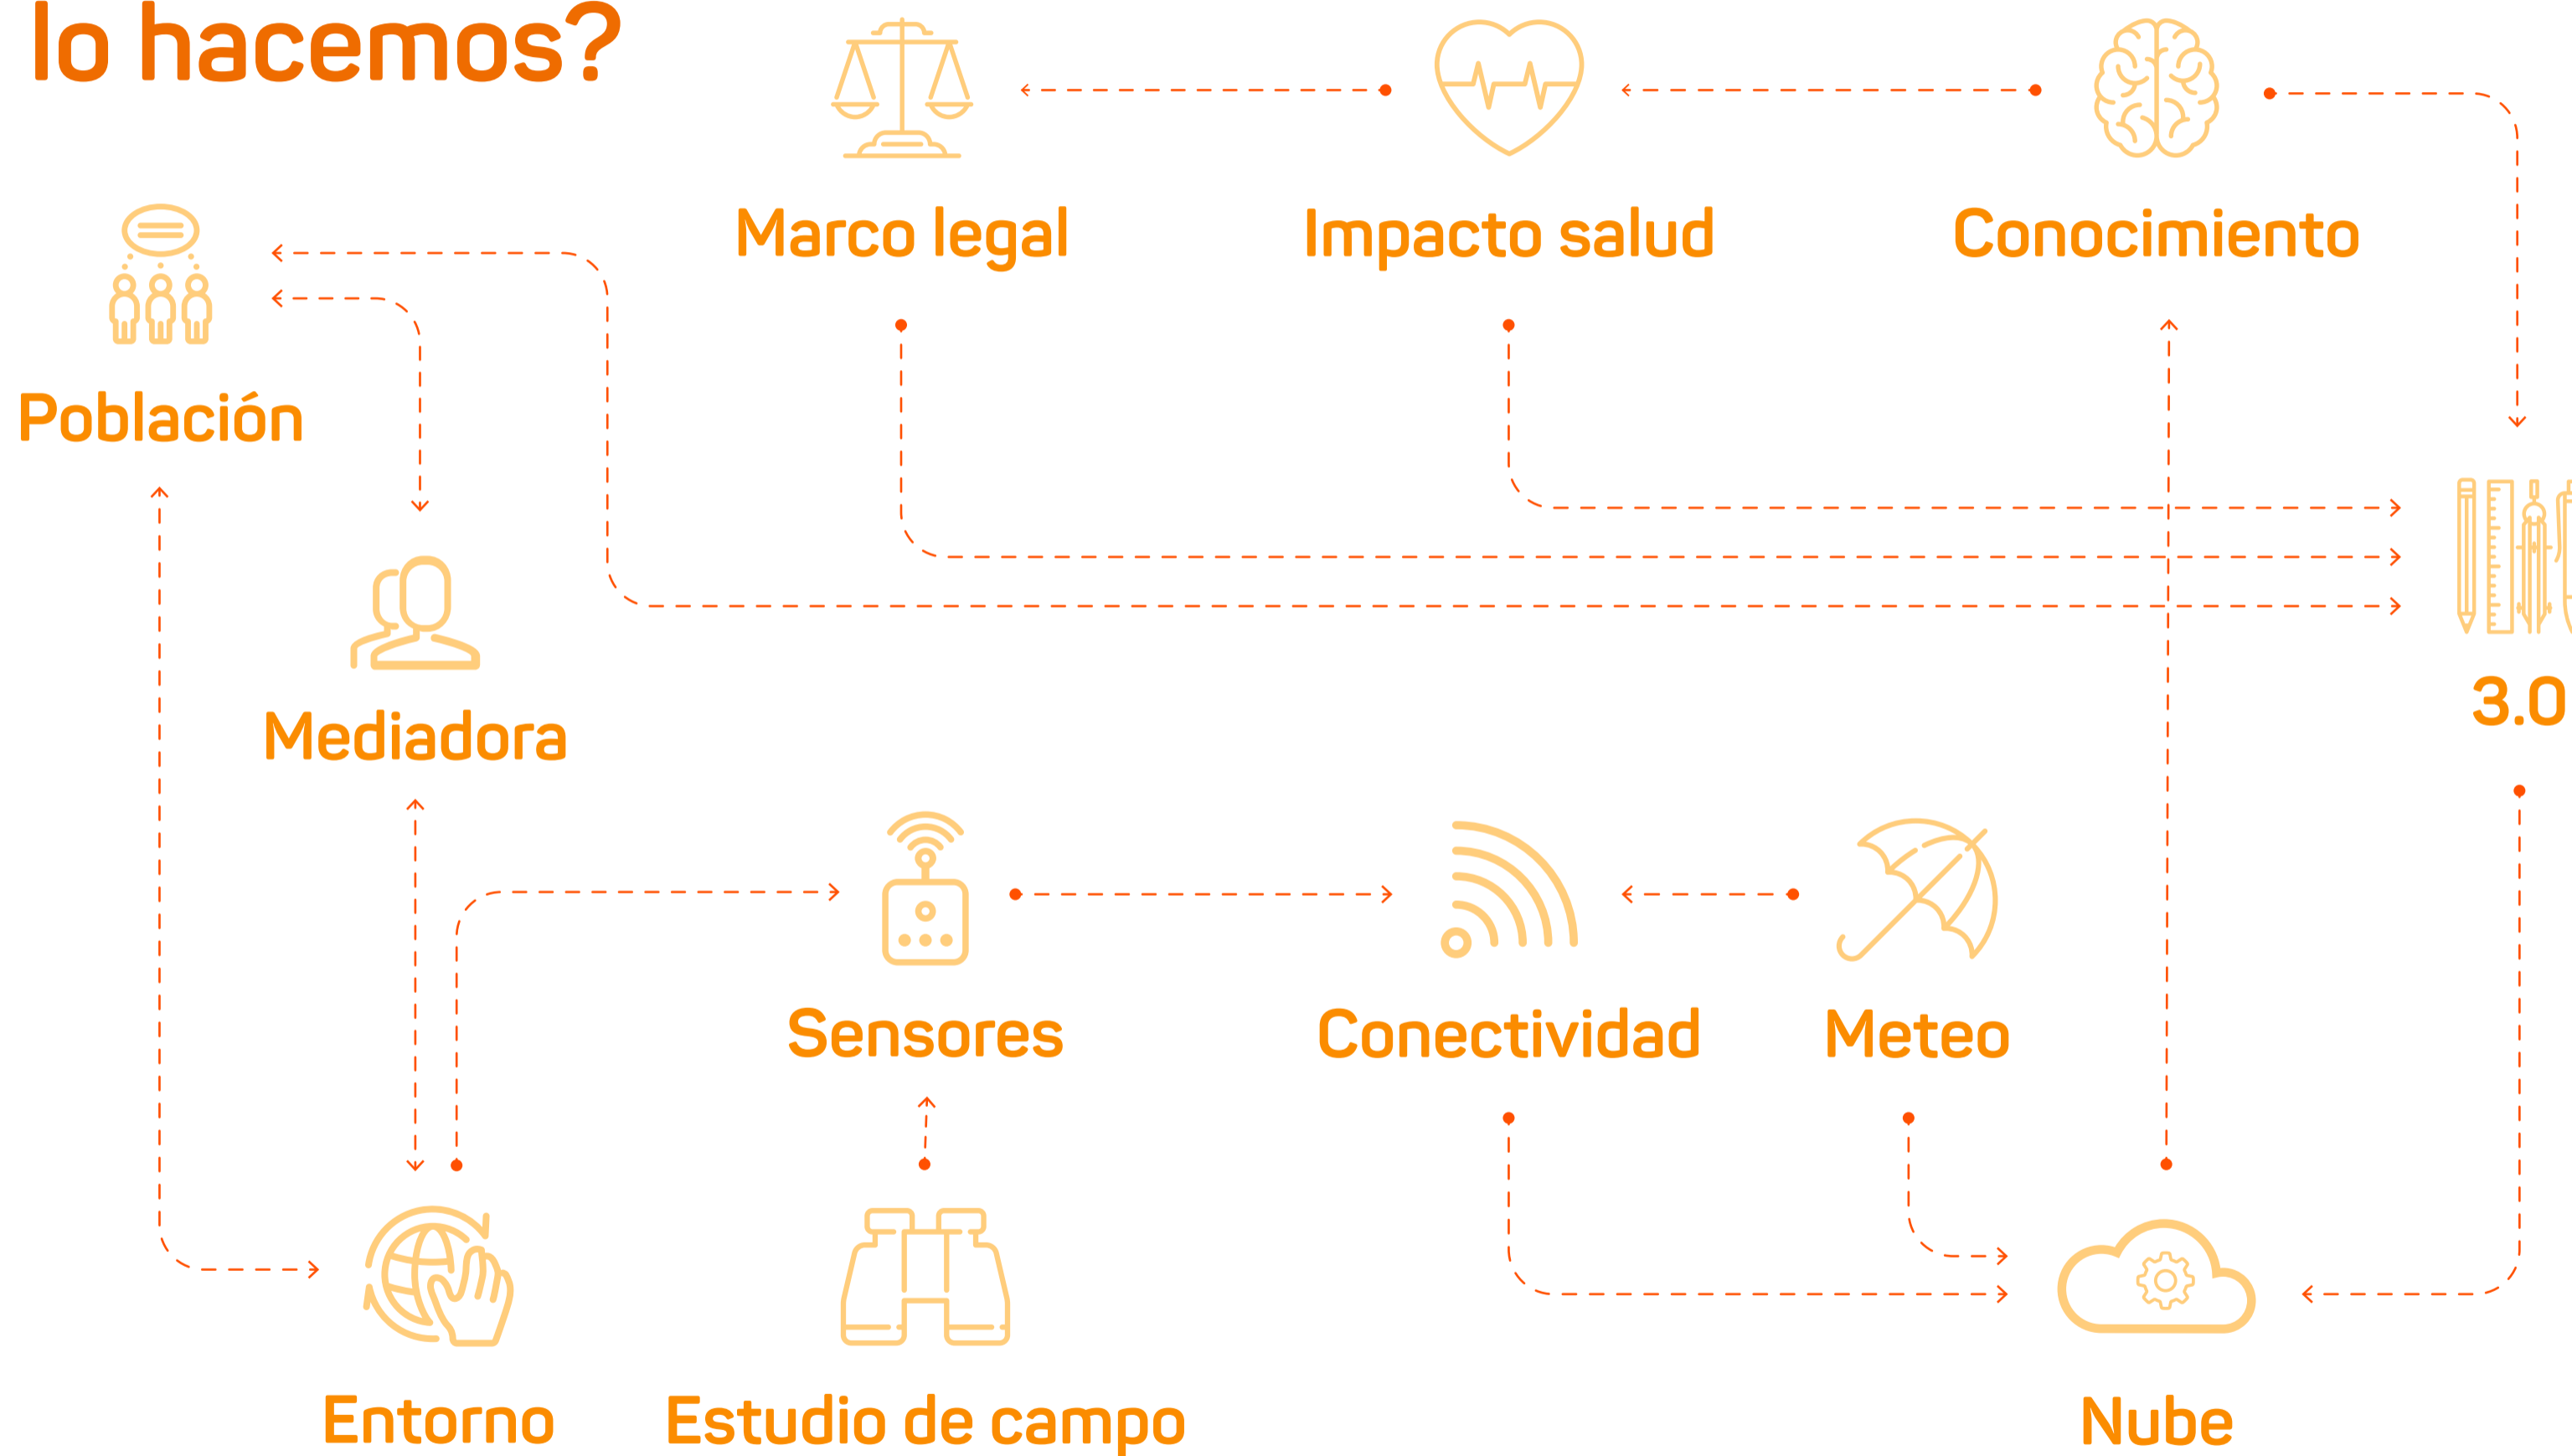 lo hacemos?
Marco legal
Impacto salud
Conocimiento
Población
Mediadora
3.0
Sensores
Conectividad
Meteo
Entorno
Estudio de campo
Nube